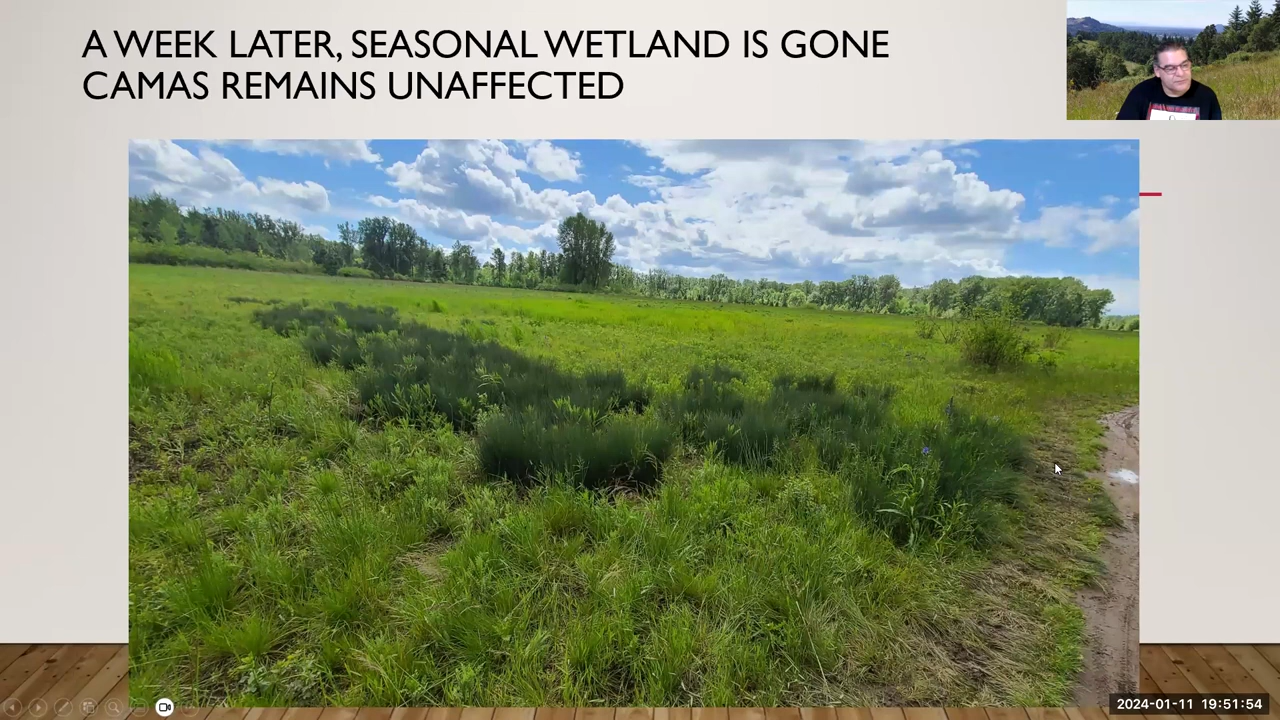 A WEEK LATER, SEASONAL WETLAND IS GONE
CAMAS REMAINS UNAFFECTED
2024-01-11 19:51:54